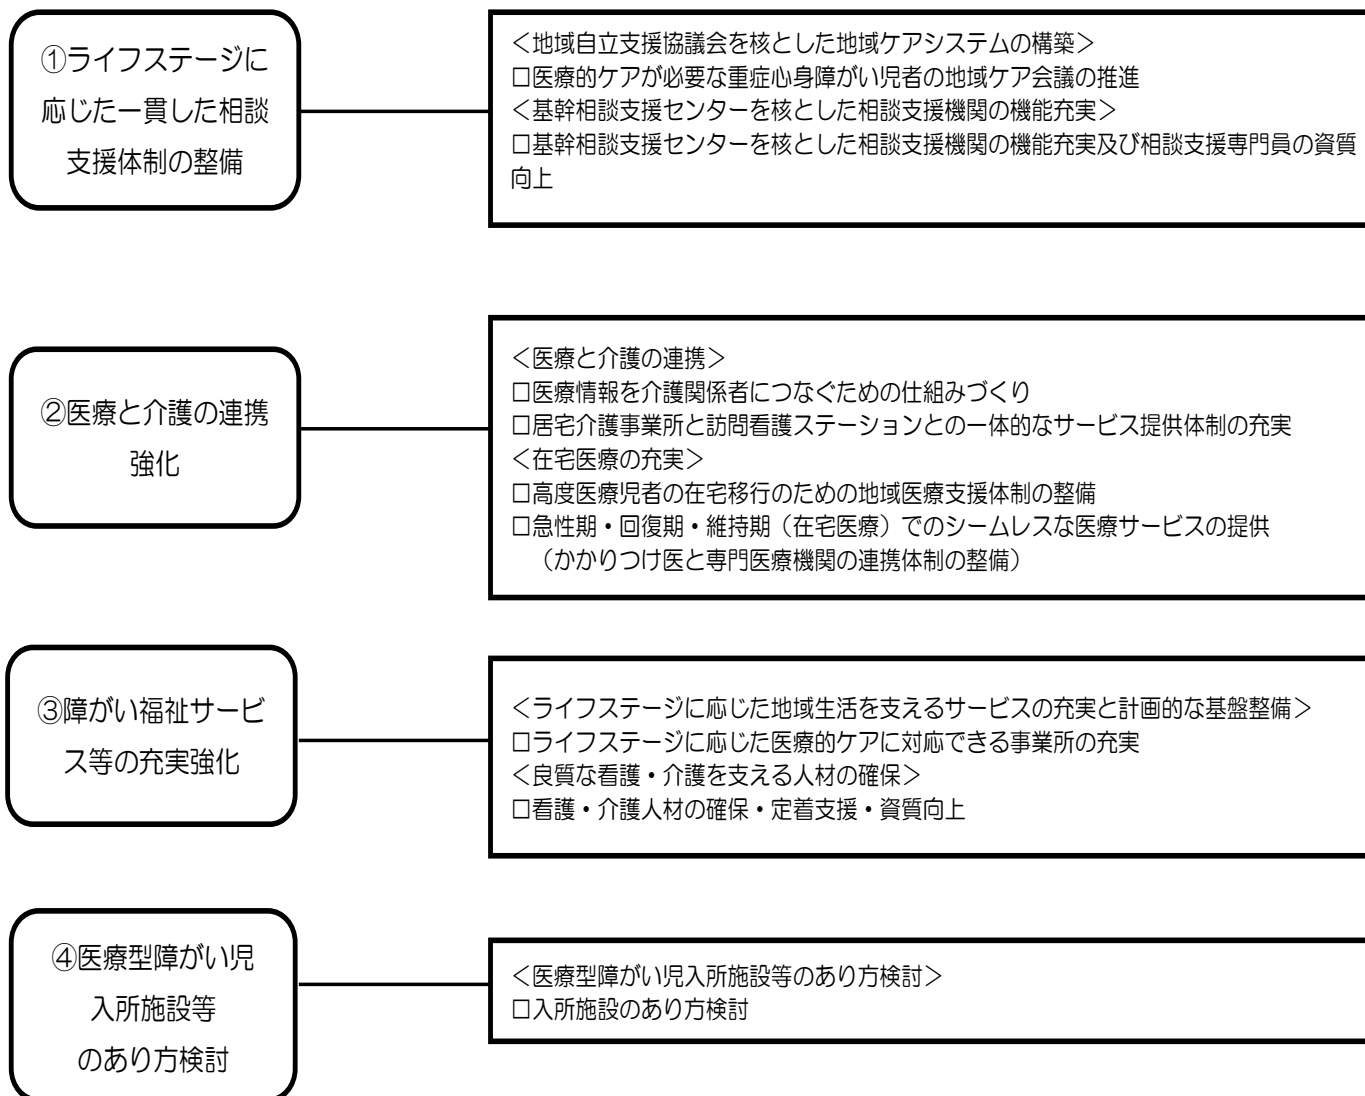 ①ライフステージに
応じた一貫した相談
支援体制の整備
＜地域自立支援協議会を核とした地域ケアシステムの構築＞
□医療的ケアが必要な重症心身障がい児者の地域ケア会議の推進
＜基幹相談支援センターを核とした相談支援機関の機能充実＞
□基幹相談支援センターを核とした相談支援機関の機能充実及び相談支援専門員の資質
向上
②医療と介護の連携
強化
＜医療と介護の連携＞
□医療情報を介護関係者につなぐための仕組みづくり
□居宅介護事業所と訪問看護ステーションとの一体的なサービス提供体制の充実
＜在宅医療の充実＞
□高度医療児者の在宅移行のための地域医療支援体制の整備
□急性期・回復期・維持期（在宅医療）でのシームレスな医療サービスの提供
（かかりつけ医と専門医療機関の連携体制の整備）
③障がい福祉サービ
ス等の充実強化
＜ライフステージに応じた地域生活を支えるサービスの充実と計画的な基盤整備＞
□ライフステージに応じた医療的ケアに対応できる事業所の充実
＜良質な看護・介護を支える人材の確保＞
□看護・介護人材の確保・定着支援・資質向上
④医療型障がい児
入所施設等
のあり方検討
＜医療型障がい児入所施設等のあり方検討＞
□入所施設のあり方検討